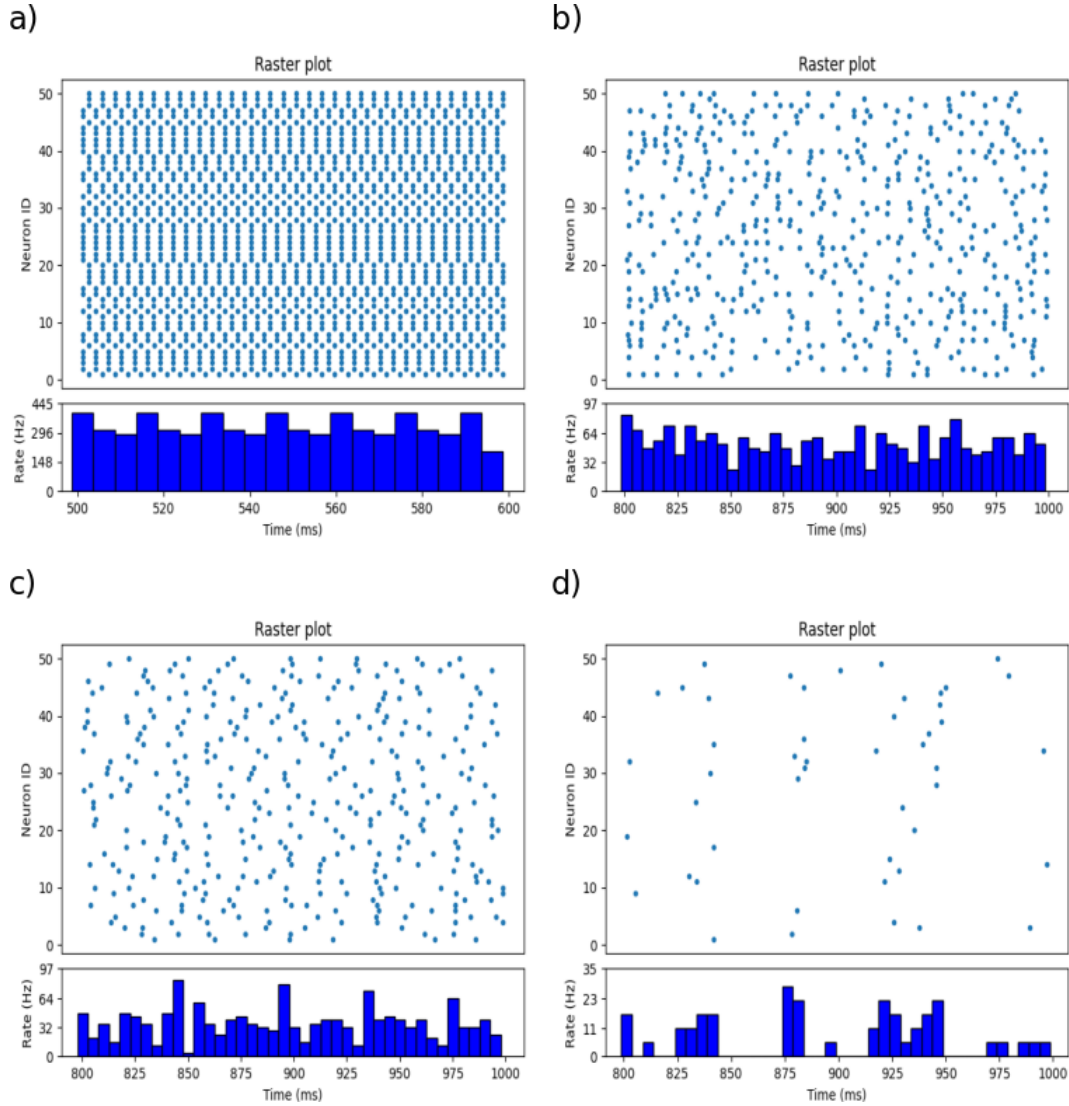 a)
Raster plot
50
40
30
20
10
0
Neuron ID
445
296
148
0
Rate (Hz)
500 520 540 560 580 600
Time (ms)
b)
Raster plot
50
40
30
20
10
0
Neuron ID
97
64
32
0
Rate (Hz)
800 825 850 875 900 925 950 975 1000
Time (ms)
c)
Raster plot
50
40
30
20
10
0
Neuron ID
97
64
32
0
Rate (Hz)
800 825 850 875 900 925 950 975 1000
Time (ms)
d)
Raster plot
50
40
30
20
10
0
Neuron ID
35
23
11
0
Rate (Hz)
800 825 850 875 900 925 950 975 1000
Time (ms)